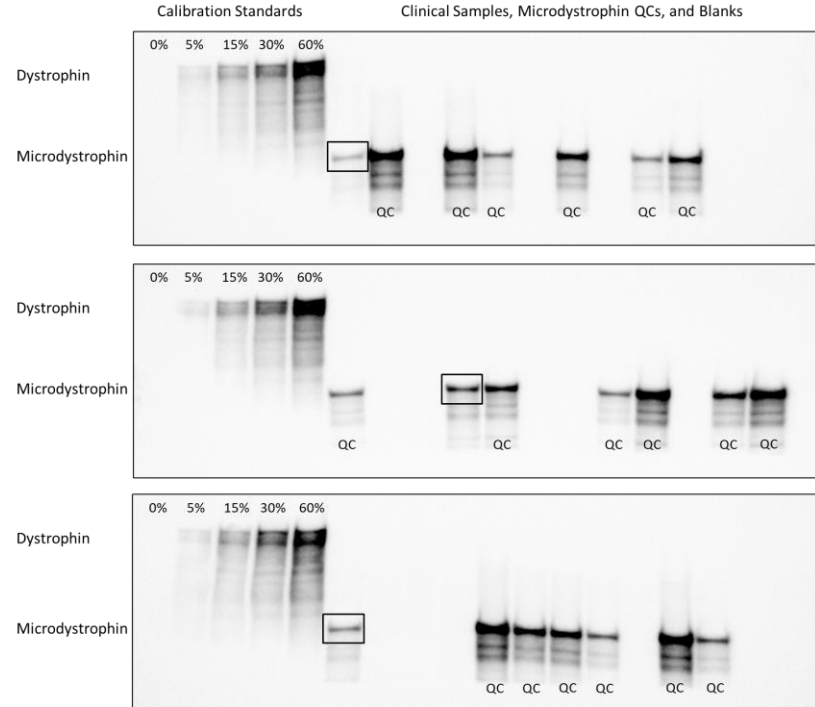 Calibration Standards Clinical Samples, Microdystrophin QCs, and Blanks
0% 5% 15% 30% 60%
Dystrophin
Microdystrophin
QC QC QC QC QC QC
0% 5% 15% 30% 60%
Dystrophin
Microdystrophin
QC QC QC QC QC QC
0% 5% 15% 30% 60%
Dystrophin
Microdystrophin
QC QC QC QC QC QC